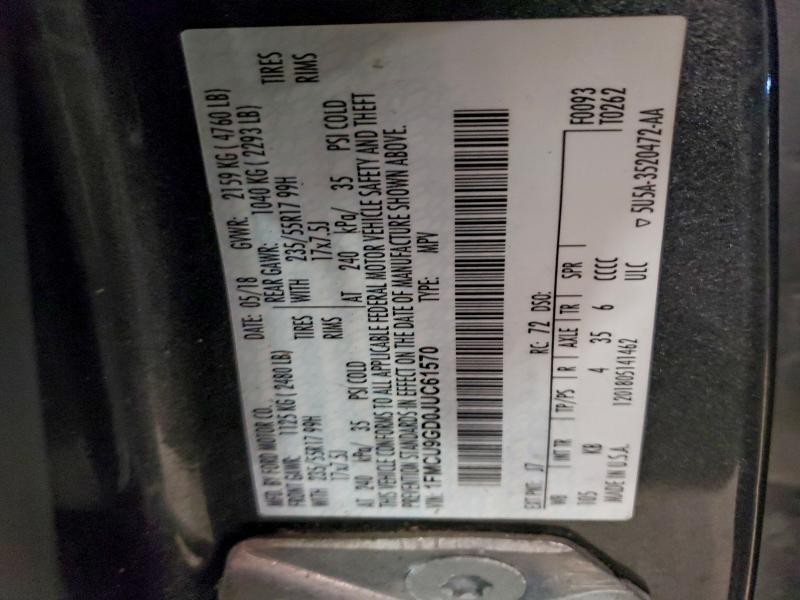 MFD. BY FORD MOTOR CO.
DATE: 05/18 GVWR: 2159 KG ( 4760 LB)
FRONT GAWR: 1125 KG ( 2480 LB) REAR GAWR: 1040 KG ( 2293 LB)
WITH 235/55R17 99H TIRES WITH 235/55R17 99H TIRES
17x7.5J RIMS 17x7.5J RIMS
AT 240 kPa/ 35 PSI COLD AT 240 kPa/ 35 PSI COLD
THIS VEHICLE CONFORMS TO ALL APPLICABLE FEDERAL MOTOR VEHICLE SAFETY AND THEFT
PREVENTION STANDARDS IN EFFECT ON THE DATE OF MANUFACTURE SHOWN ABOVE.
VIN: 1FMCU9GD0JUC61570 TYPE: MPV
EXT PNT: J7 RC: 72 DSO:
WB INT TR TP/PS R AXLE TR SPR F0093
105 KB 4 35 6 CCCC T0262
MADE IN U.S.A. 1201805141462 ULC
▽ 5U5A-3520472-AA